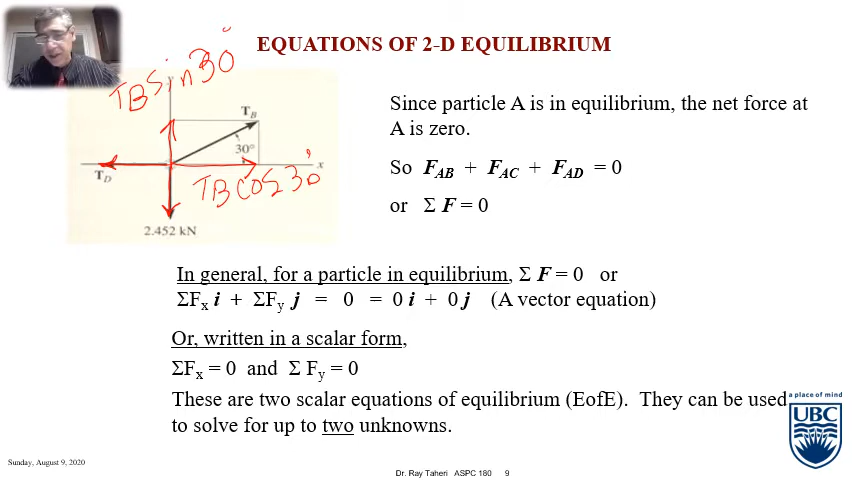 EQUATIONS OF 2-D EQUILIBRIUM
TB Sin 30°
y
T_B
30°
x
T_D
TB Cos 30°
2.452 kN
Since particle A is in equilibrium, the net force at
A is zero.
So F_AB + F_AC + F_AD = 0
or Σ F = 0
In general, for a particle in equilibrium, Σ F = 0 or
ΣF_x i + ΣF_y j = 0 = 0 i + 0 j (A vector equation)
Or, written in a scalar form,
ΣF_x = 0 and Σ F_y = 0
These are two scalar equations of equilibrium (EofE). They can be used
to solve for up to two unknowns.
a place of mind
UBC
Sunday, August 9, 2020
Dr. Ray Taheri ASPC 180 9